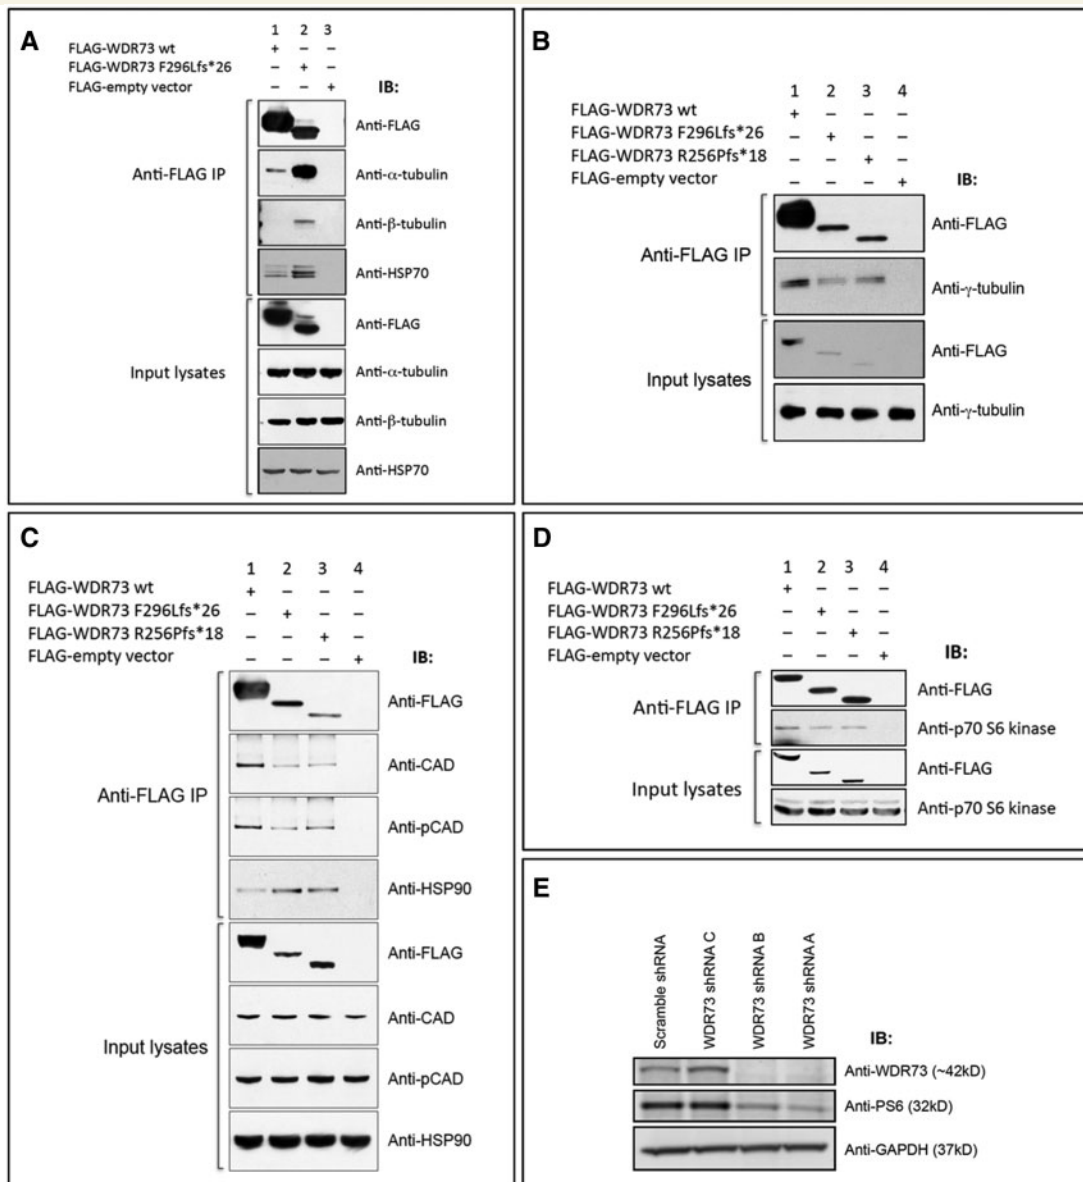 A
1 2 3
FLAG-WDR73 wt + – –
FLAG-WDR73 F296Lfs*26 – + –
FLAG-empty vector – – + IB:
Anti-FLAG IP
Anti-FLAG
Anti-α-tubulin
Anti-β-tubulin
Anti-HSP70
Input lysates
Anti-FLAG
Anti-α-tubulin
Anti-β-tubulin
Anti-HSP70
B
1 2 3 4
FLAG-WDR73 wt + – – –
FLAG-WDR73 F296Lfs*26 – + – –
FLAG-WDR73 R256Pfs*18 – – + –
FLAG-empty vector – – – + IB:
Anti-FLAG IP
Anti-FLAG
Anti-γ-tubulin
Input lysates
Anti-FLAG
Anti-γ-tubulin
C
1 2 3 4
FLAG-WDR73 wt + – – –
FLAG-WDR73 F296Lfs*26 – + – –
FLAG-WDR73 R256Pfs*18 – – + –
FLAG-empty vector – – – + IB:
Anti-FLAG IP
Anti-FLAG
Anti-CAD
Anti-pCAD
Anti-HSP90
Input lysates
Anti-FLAG
Anti-CAD
Anti-pCAD
Anti-HSP90
D
1 2 3 4
FLAG-WDR73 wt + – – –
FLAG-WDR73 F296Lfs*26 – + – –
FLAG-WDR73 R256Pfs*18 – – + –
FLAG-empty vector – – – + IB:
Anti-FLAG IP
Anti-FLAG
Anti-p70 S6 kinase
Input lysates
Anti-FLAG
Anti-p70 S6 kinase
E
Scramble shRNA
WDR73 shRNA C
WDR73 shRNA B
WDR73 shRNA A
IB:
Anti-WDR73 (~42kD)
Anti-PS6 (32kD)
Anti-GAPDH (37kD)